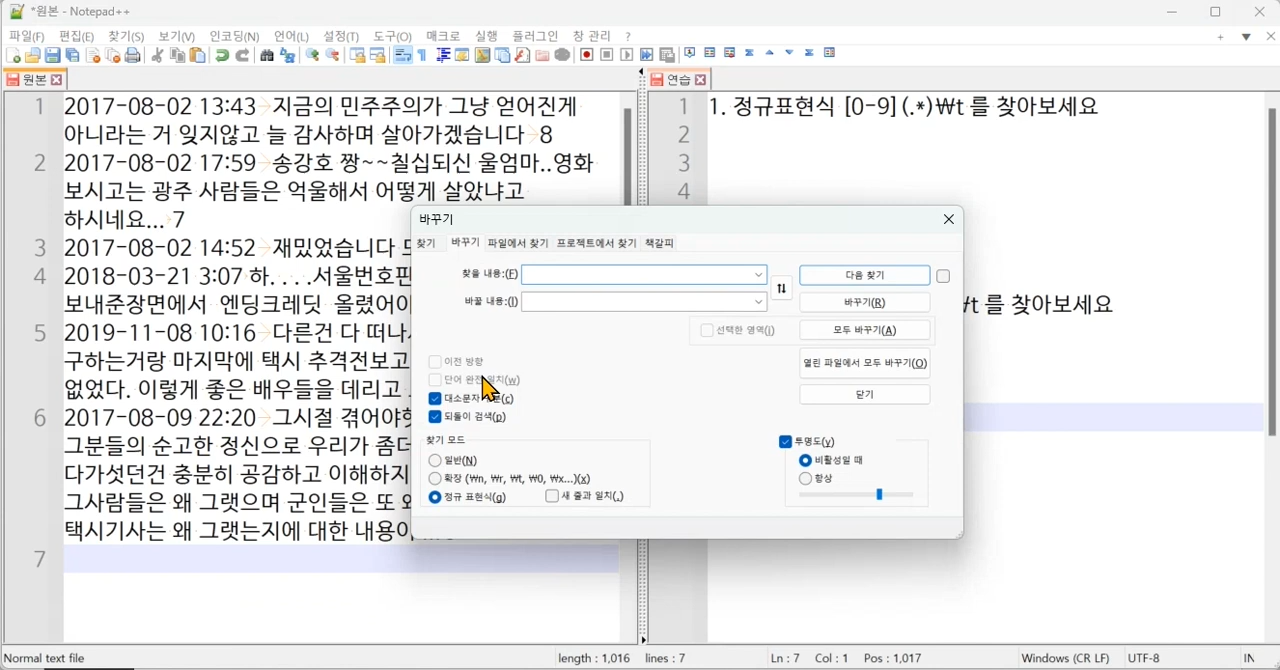 *원본 - Notepad++
파일(F) 편집(E) 찾기(S) 보기(V) 인코딩(N) 언어(L) 설정(T) 도구(O) 매크로 실행 플러그인 창 관리 ?
원본
1 2017-08-02 13:43 지금의 민주주의가 그냥 얻어진게
아니라는 거 잊지않고 늘 감사하며 살아가겠습니다 8
2 2017-08-02 17:59 송강호 짱~~칠십되신 울엄마..영화
보시고는 광주 사람들은 억울해서 어떻게 살았냐고
하시네요... 7
3 2017-08-02 14:52 재밌었습니다
4 2018-03-21 3:07 하. . . .서울번호판
보내준장면에서 엔딩크레딧 올렸어
5 2019-11-08 10:16 다른건 다 떠나
구하는거랑 마지막에 택시 추격전보고
없었다. 이렇게 좋은 배우들을 데리고
6 2017-08-09 22:20 그시절 겪어야
그분들의 순고한 정신으로 우리가 좀더
다가섯던건 충분히 공감하고 이해하지
그사람들은 왜 그랫으며 군인들은 또
택시기사는 왜 그랫는지에 대한 내용이
7
연습
1 1. 정규표현식 [0-9](.*)₩t 를 찾아보세요
2
3
4
₩t 를 찾아보세요
바꾸기
찾기 바꾸기 파일에서 찾기 프로젝트에서 찾기 책갈피
찾을 내용:(F) 다음 찾기
바꿀 내용:(I) 바꾸기(R)
선택한 영역(I) 모두 바꾸기(A)
열린 파일에서 모두 바꾸기(O)
이전 방향
단어 완전 일치(w) 닫기
대소문자 구분(c)
되돌이 검색(p)
찾기 모드 투명도(y)
일반(N) 비활성일 때
확장 (₩n, ₩r, ₩t, ₩0, ₩x...)(x) 항상
정규 표현식(g) 새 줄과 일치(.)
Normal text file length : 1,016 lines : 7 Ln : 7 Col : 1 Pos : 1,017 Windows (CR LF) UTF-8 IN